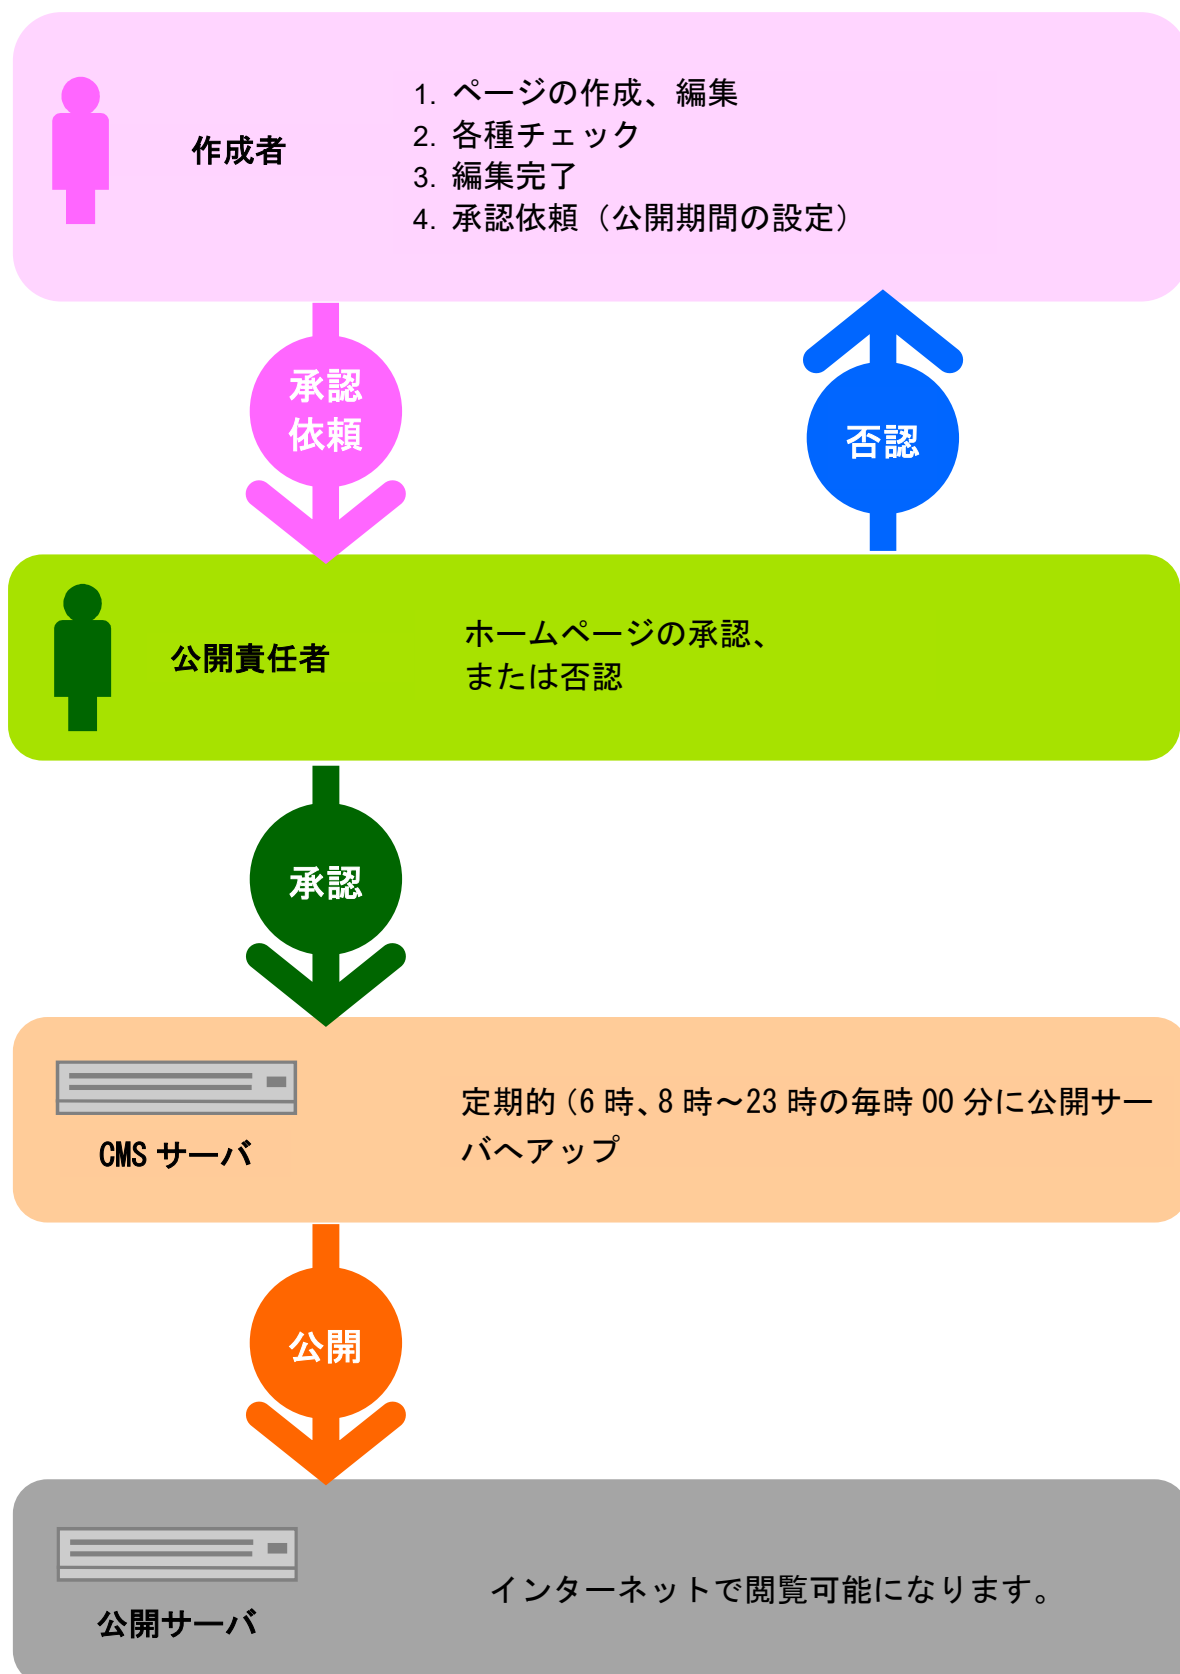 作成者
1. ページの作成、編集
2. 各種チェック
3. 編集完了
4. 承認依頼（公開期間の設定）
承認
依頼
否認
公開責任者
ホームページの承認、
または否認
承認
CMS サーバ
定期的（6 時、8 時～23 時の毎時 00 分に公開サー
バへアップ
公開
公開サーバ
インターネットで閲覧可能になります。